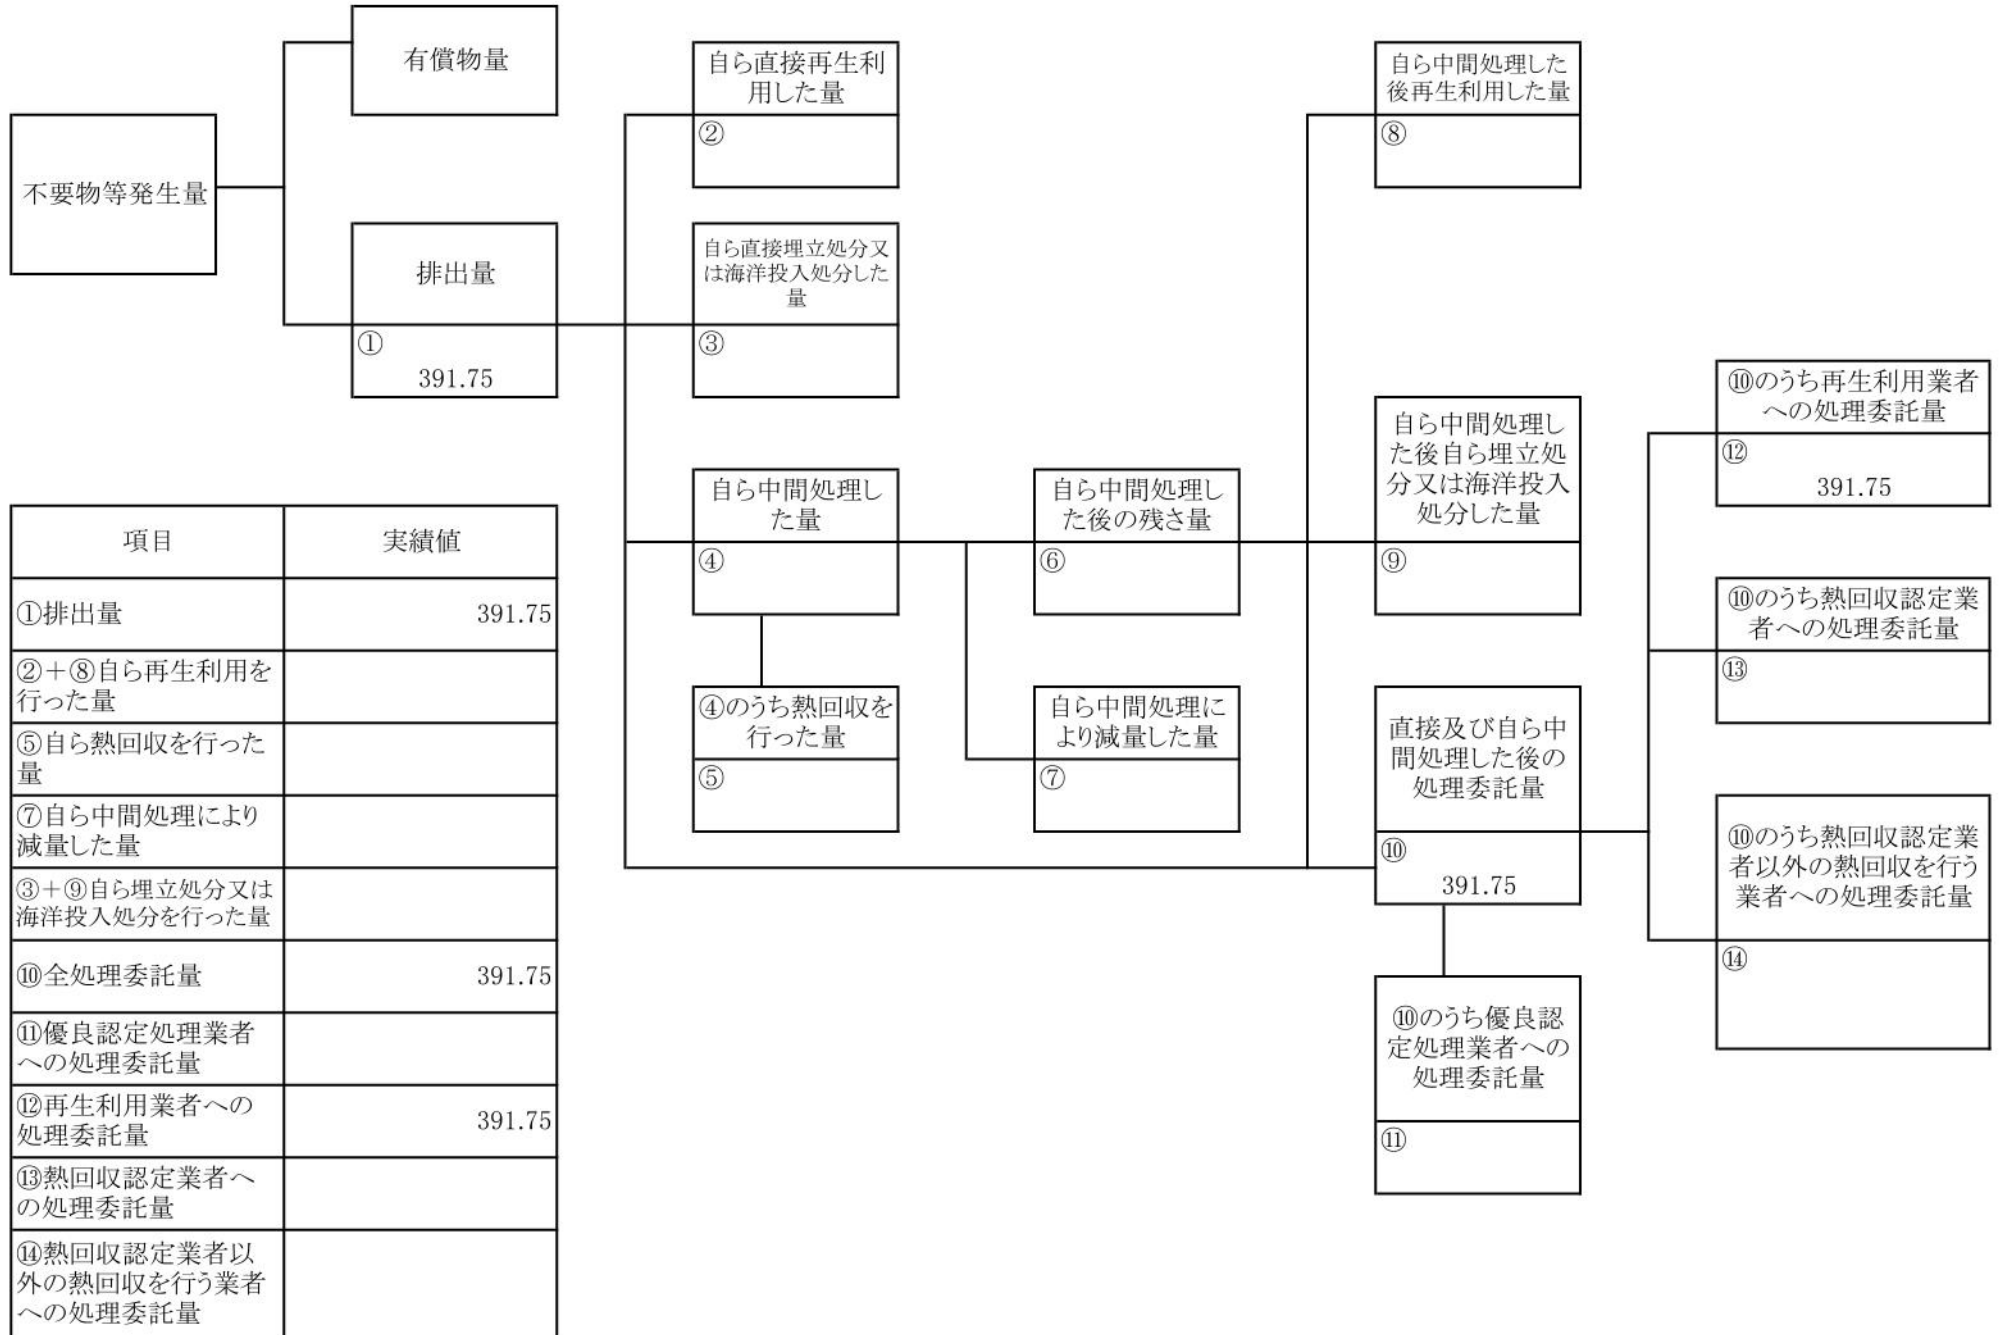 有償物量
不要物等発生量
排出量
①
391.75
自ら直接再生利
用した量
②
自ら直接埋立処分又
は海洋投入処分した
量
③
自ら中間処理し
た量
④
④のうち熱回収を
行った量
⑤
自ら中間処理し
た後の残さ量
⑥
自ら中間処理に
より減量した量
⑦
自ら中間処理した
後再生利用した量
⑧
自ら中間処理し
た後自ら埋立処
分又は海洋投入
処分した量
⑨
直接及び自ら中
間処理した後の
処理委託量
⑩
391.75
⑩のうち優良認
定処理業者への
処理委託量
⑪
⑩のうち再生利用業者
への処理委託量
⑫
391.75
⑩のうち熱回収認定業
者への処理委託量
⑬
⑩のうち熱回収認定業
者以外の熱回収を行う
業者への処理委託量
⑭
項目 実績値
①排出量 391.75
②＋⑧自ら再生利用を
行った量
⑤自ら熱回収を行った
量
⑦自ら中間処理により
減量した量
③＋⑨自ら埋立処分又は
海洋投入処分を行った量
⑩全処理委託量 391.75
⑪優良認定処理業者
への処理委託量
⑫再生利用業者への
処理委託量 391.75
⑬熱回収認定業者へ
の処理委託量
⑭熱回収認定業者以
外の熱回収を行う業者
への処理委託量